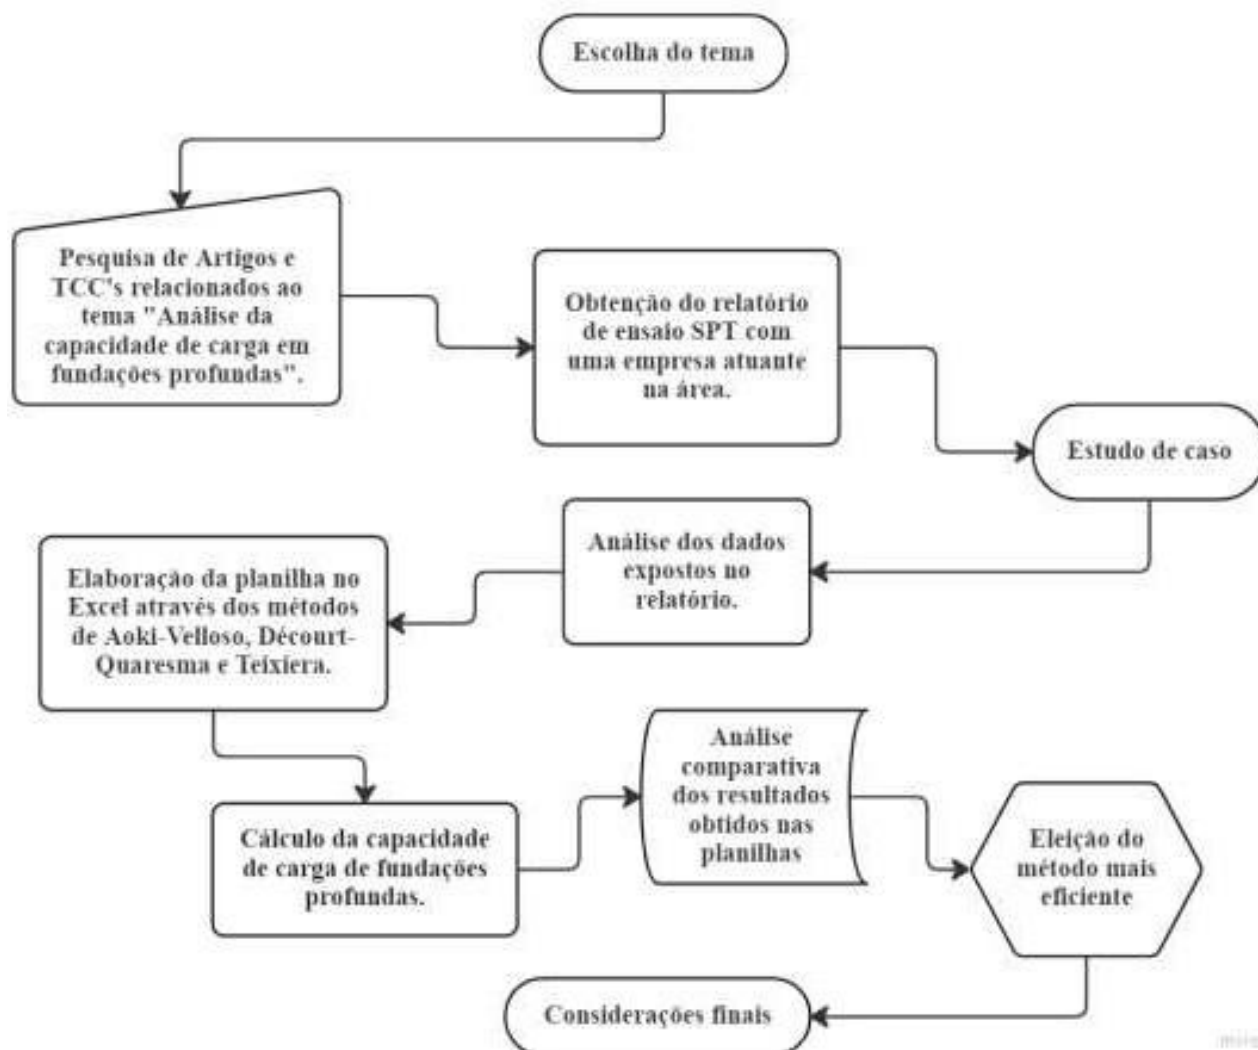 Escolha do tema
Pesquisa de Artigos e
TCC's relacionados ao
tema "Análise da
capacidade de carga em
fundações profundas".
Obtenção do relatório
de ensaio SPT com
uma empresa atuante
na área.
Estudo de caso
Análise dos dados
expostos no
relatório.
Elaboração da planilha no
Excel através dos métodos
de Aoki-Velloso, Décourt-
Quaresma e Teixiera.
Cálculo da capacidade
de carga de fundações
profundas.
Análise
comparativa
dos resultados
obtidos nas
planilhas
Eleição do
método mais
eficiente
Considerações finais